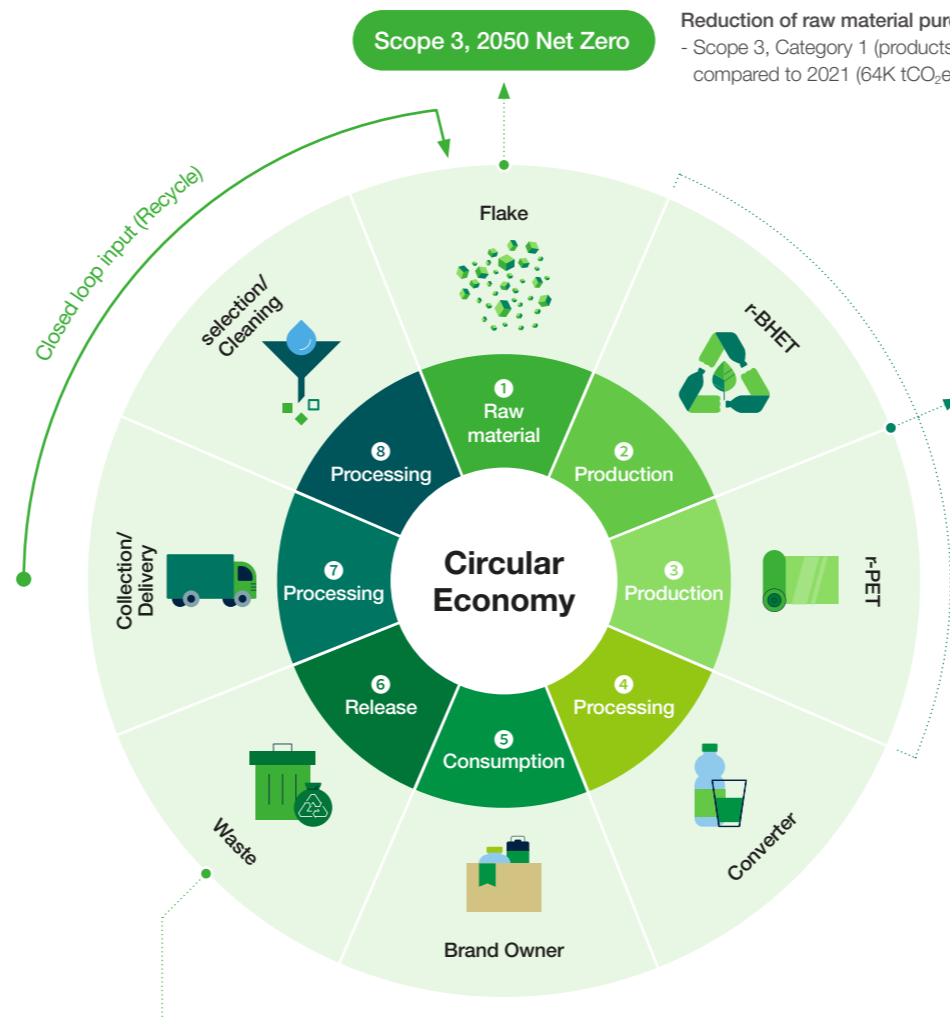 Scope 3, 2050 Net Zero
Reduction of raw material
- Scope 3, Category 1 (products
compared to 2021 (64K tCO₂e
Closed loop input (Recycle)
Flake
r-BHET
r-PET
Converter
Brand Owner
Waste
Collection/
Delivery
selection/
Cleaning
1
Raw
material
2
Production
3
Production
4
Processing
5
Consumption
6
Release
7
Processing
8
Processing
Circular
Economy